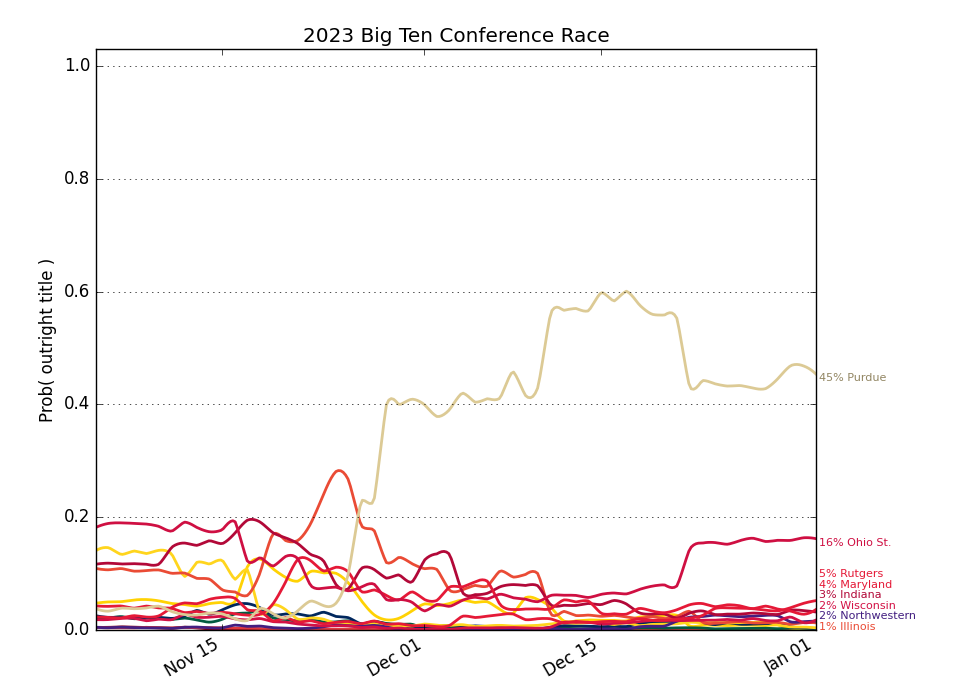 2023 Big Ten Conference Race
1.0
0.8
0.6
0.4
0.2
0.0
Prob( outright title )
Nov 15
Dec 01
Dec 15
Jan 01
45% Purdue
16% Ohio St.
5% Rutgers
4% Maryland
3% Indiana
2% Wisconsin
2% Northwestern
1% Illinois